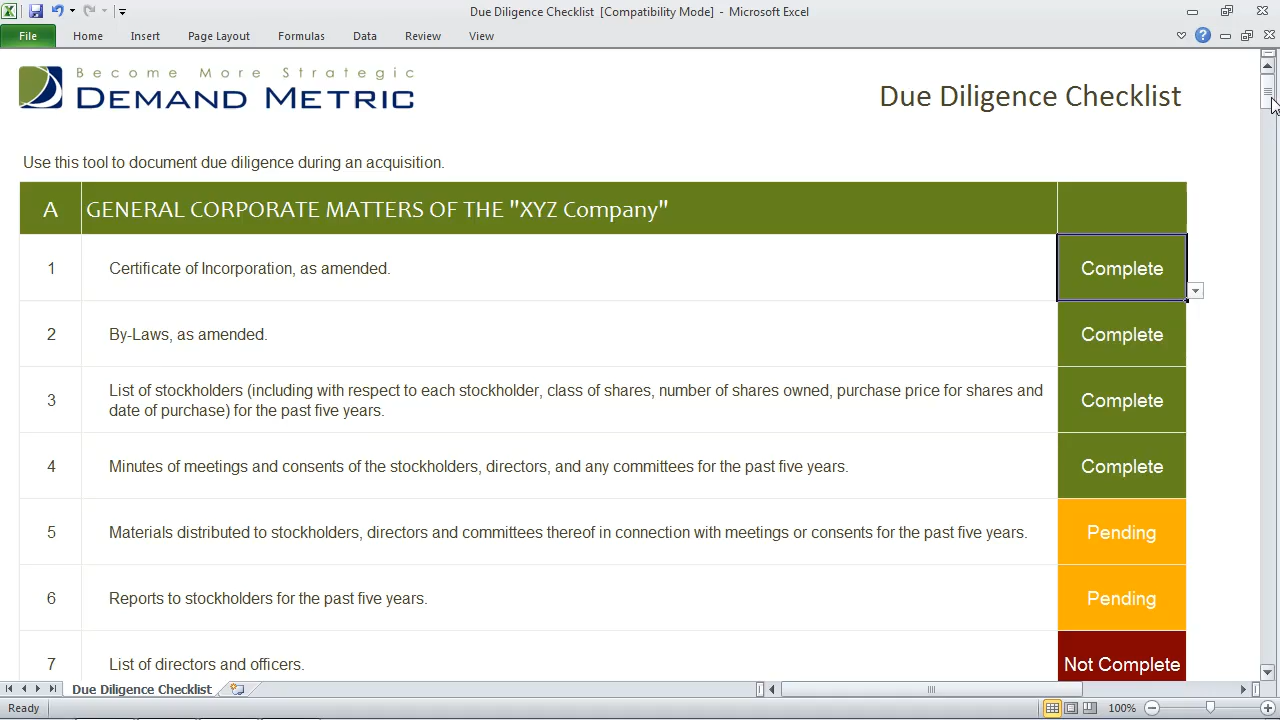 Due Diligence Checklist [Compatibility Mode] - Microsoft Excel
File Home Insert Page Layout Formulas Data Review View
Become More Strategic
DEMAND METRIC
Due Diligence Checklist
Use this tool to document due diligence during an acquisition.
A GENERAL CORPORATE MATTERS OF THE "XYZ Company"
1 Certificate of Incorporation, as amended. Complete
2 By-Laws, as amended. Complete
3 List of stockholders (including with respect to each stockholder, class of shares, number of shares owned, purchase price for shares and
date of purchase) for the past five years. Complete
4 Minutes of meetings and consents of the stockholders, directors, and any committees for the past five years. Complete
5 Materials distributed to stockholders, directors and committees thereof in connection with meetings or consents for the past five years. Pending
6 Reports to stockholders for the past five years. Pending
7 List of directors and officers. Not Complete
Due Diligence Checklist
Ready 100%